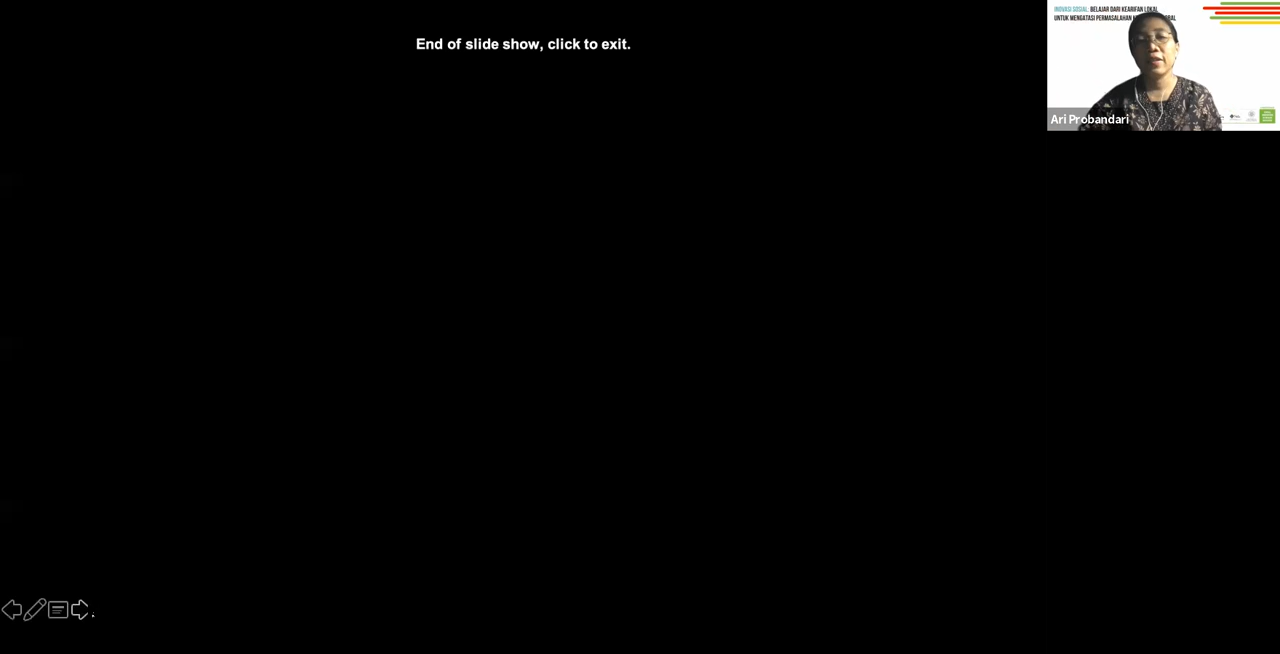 INOVASI SOSIAL: BELAJAR DARI KEARIFAN LOKAL
UNTUK MENGATASI PERMASALAHAN
End of slide show, click to exit.
Ari Probandari